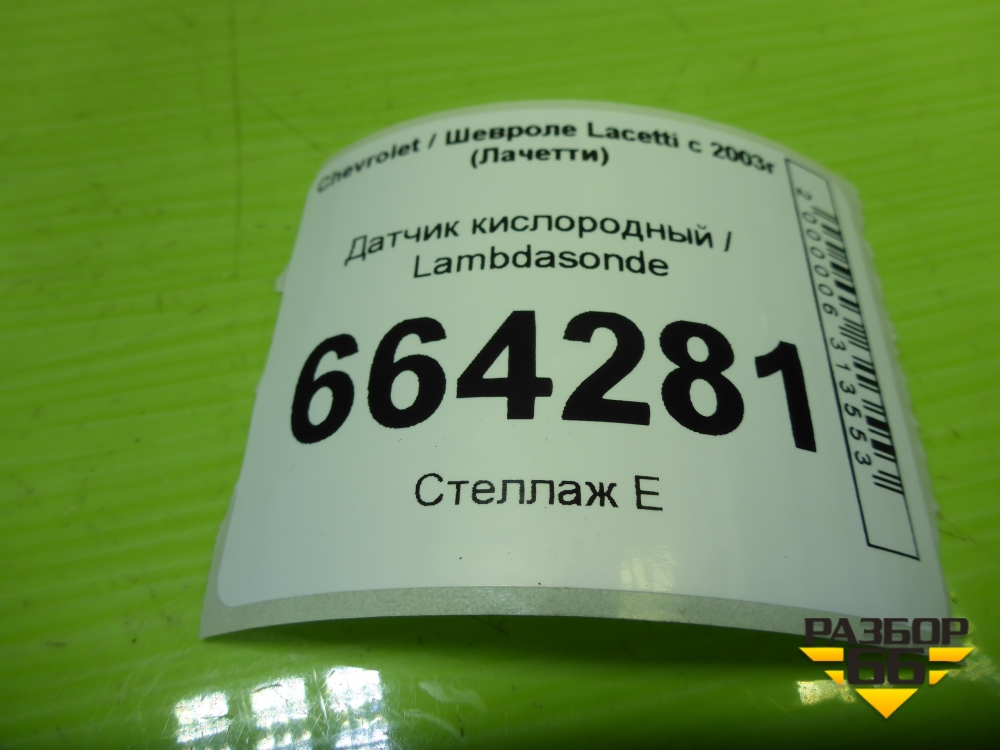 Chevrolet / Шевроле Lacetti с 2003г
(Лачетти)
Датчик кислородный /
Lambdasonde
664281
Стеллаж Е
2000006313553
РАЗБОР
66